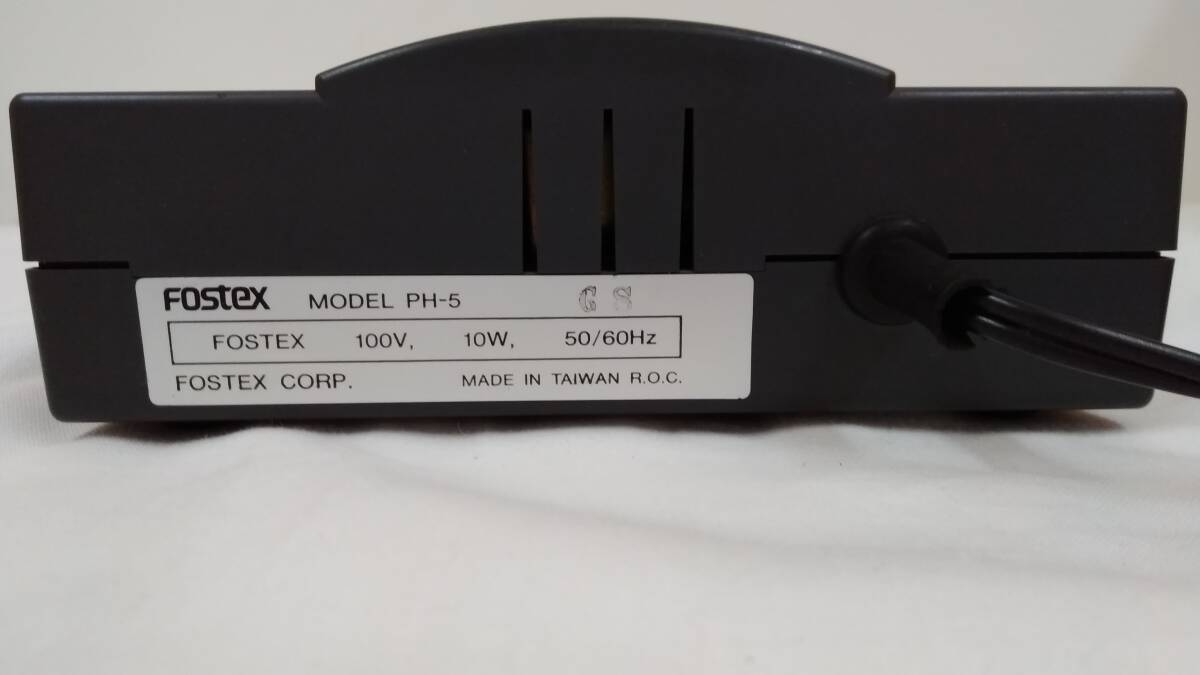 FOSTEX MODEL PH-5 G S
FOSTEX 100V, 10W, 50/60Hz
FOSTEX CORP. MADE IN TAIWAN R.O.C.